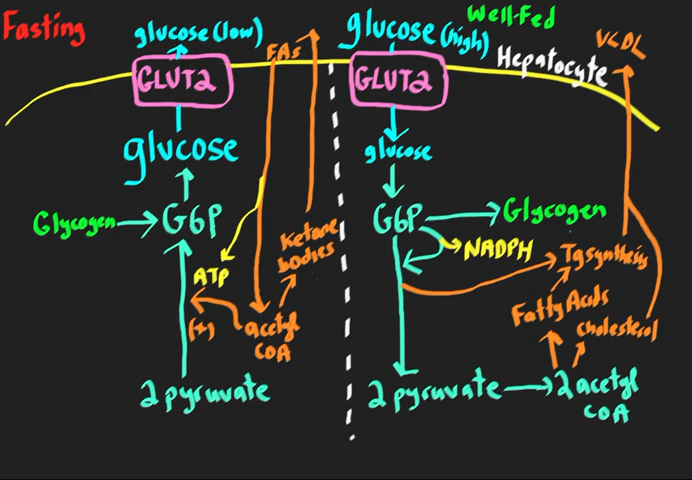 Fasting
glucose (low)
FAs
GLUT2
glucose
Glycogen
G6P
Ketone
bodies
ATP
(+)
acetyl
COA
2 pyruvate
Well-Fed
glucose (high)
VLDL
Hepatocyte
GLUT2
glucose
G6P
Glycogen
NADPH
Tg synthesis
Fatty Acids
cholesterol
2 pyruvate
2 acetyl
COA